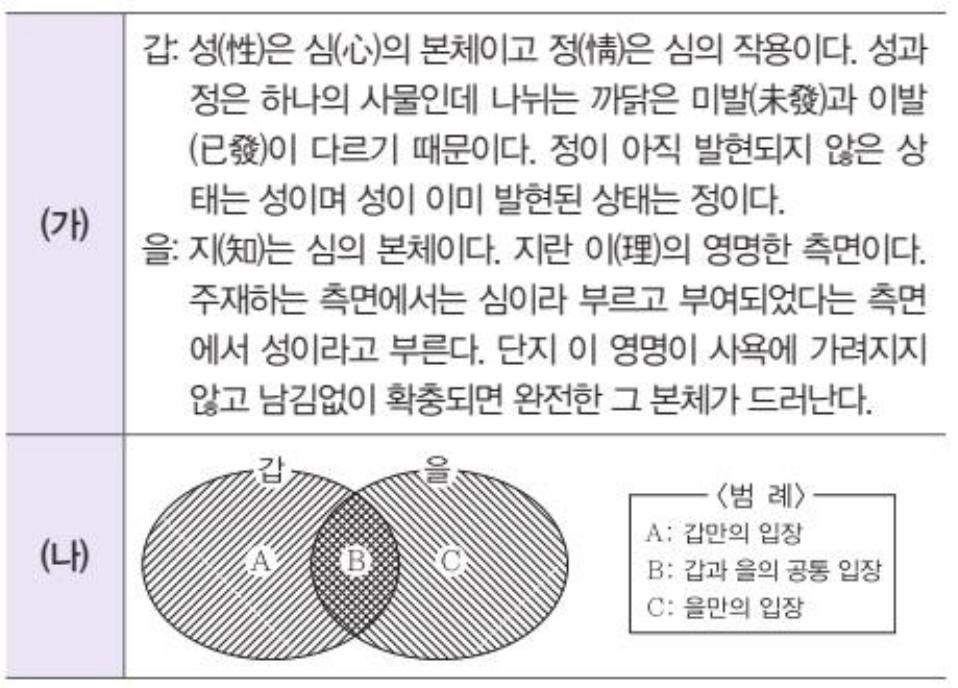 (가)
갑: 성(性)은 심(心)의 본체이고 정(情)은 심의 작용이다. 성과
정은 하나의 사물인데 나뉘는 까닭은 미발(未發)과 이발
(已發)이 다르기 때문이다. 정이 아직 발현되지 않은 상
태는 성이며 성이 이미 발현된 상태는 정이다.
을: 지(知)는 심의 본체이다. 지란 이(理)의 영명한 측면이다.
주재하는 측면에서는 심이라 부르고 부여되었다는 측면
에서 성이라고 부른다. 단지 이 영명이 사욕에 가려지지
않고 남김없이 확충되면 완전한 그 본체가 드러난다.
(나)
갑 을
A B C
〈범 례〉
A: 갑만의 입장
B: 갑과 을의 공통 입장
C: 을만의 입장